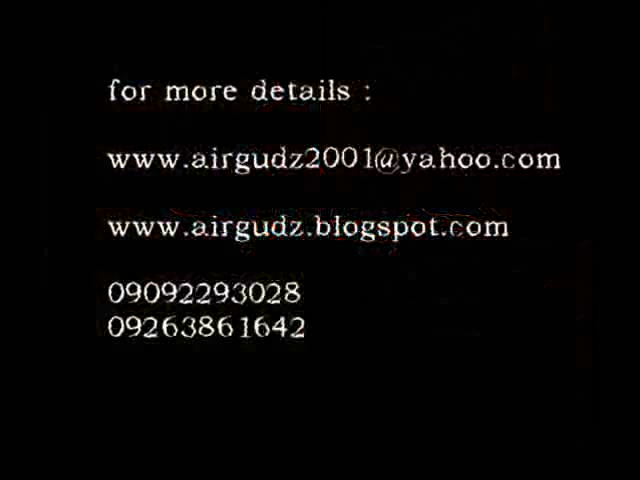 for more details :
www.airgudz2001@yahoo.com
www.airgudz.blogspot.com
09092293028
09263861642